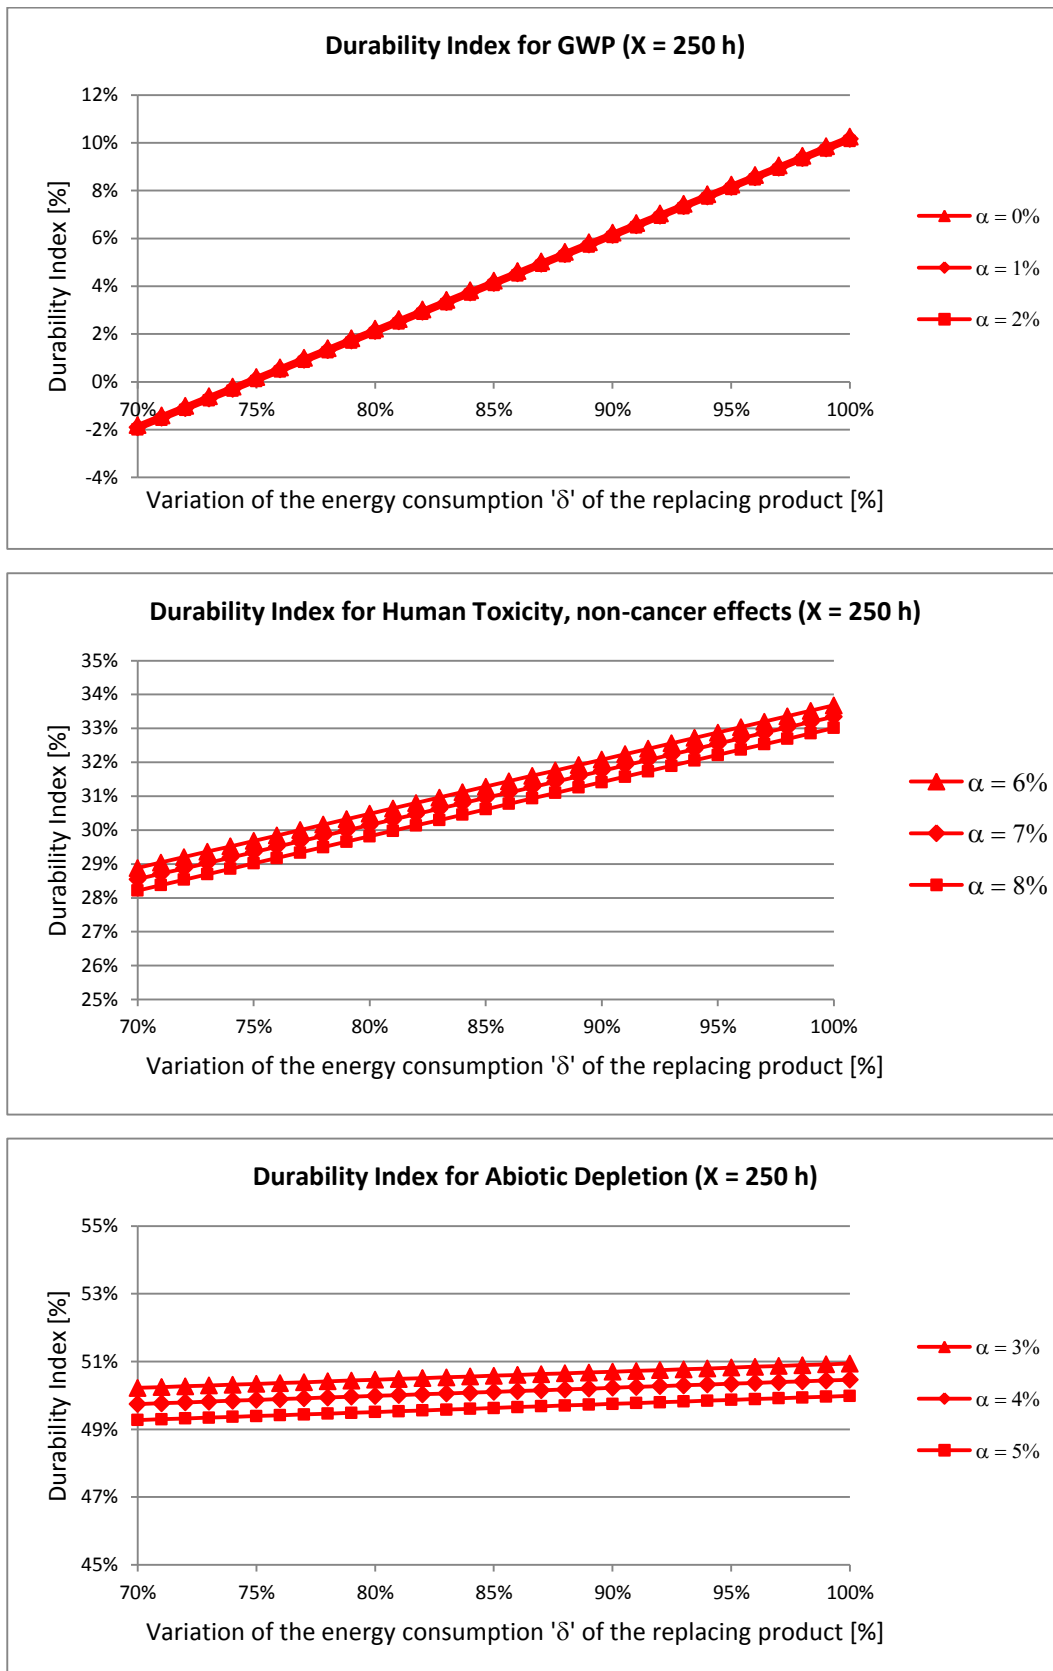 Durability Index for GWP (X = 250 h)
12%
10%
8%
6%
4%
2%
0%
-2%
-4%
Durability Index [%]
70%
75%
80%
85%
90%
95%
100%
Variation of the energy consumption 'δ' of the replacing product [%]
α = 0%
α = 1%
α = 2%
Durability Index for Human Toxicity, non-cancer effects (X = 250 h)
35%
34%
33%
32%
31%
30%
29%
28%
27%
26%
25%
Durability Index [%]
70%
75%
80%
85%
90%
95%
100%
Variation of the energy consumption 'δ' of the replacing product [%]
α = 6%
α = 7%
α = 8%
Durability Index for Abiotic Depletion (X = 250 h)
55%
53%
51%
49%
47%
45%
Durability Index [%]
70%
75%
80%
85%
90%
95%
100%
Variation of the energy consumption 'δ' of the replacing product [%]
α = 3%
α = 4%
α = 5%